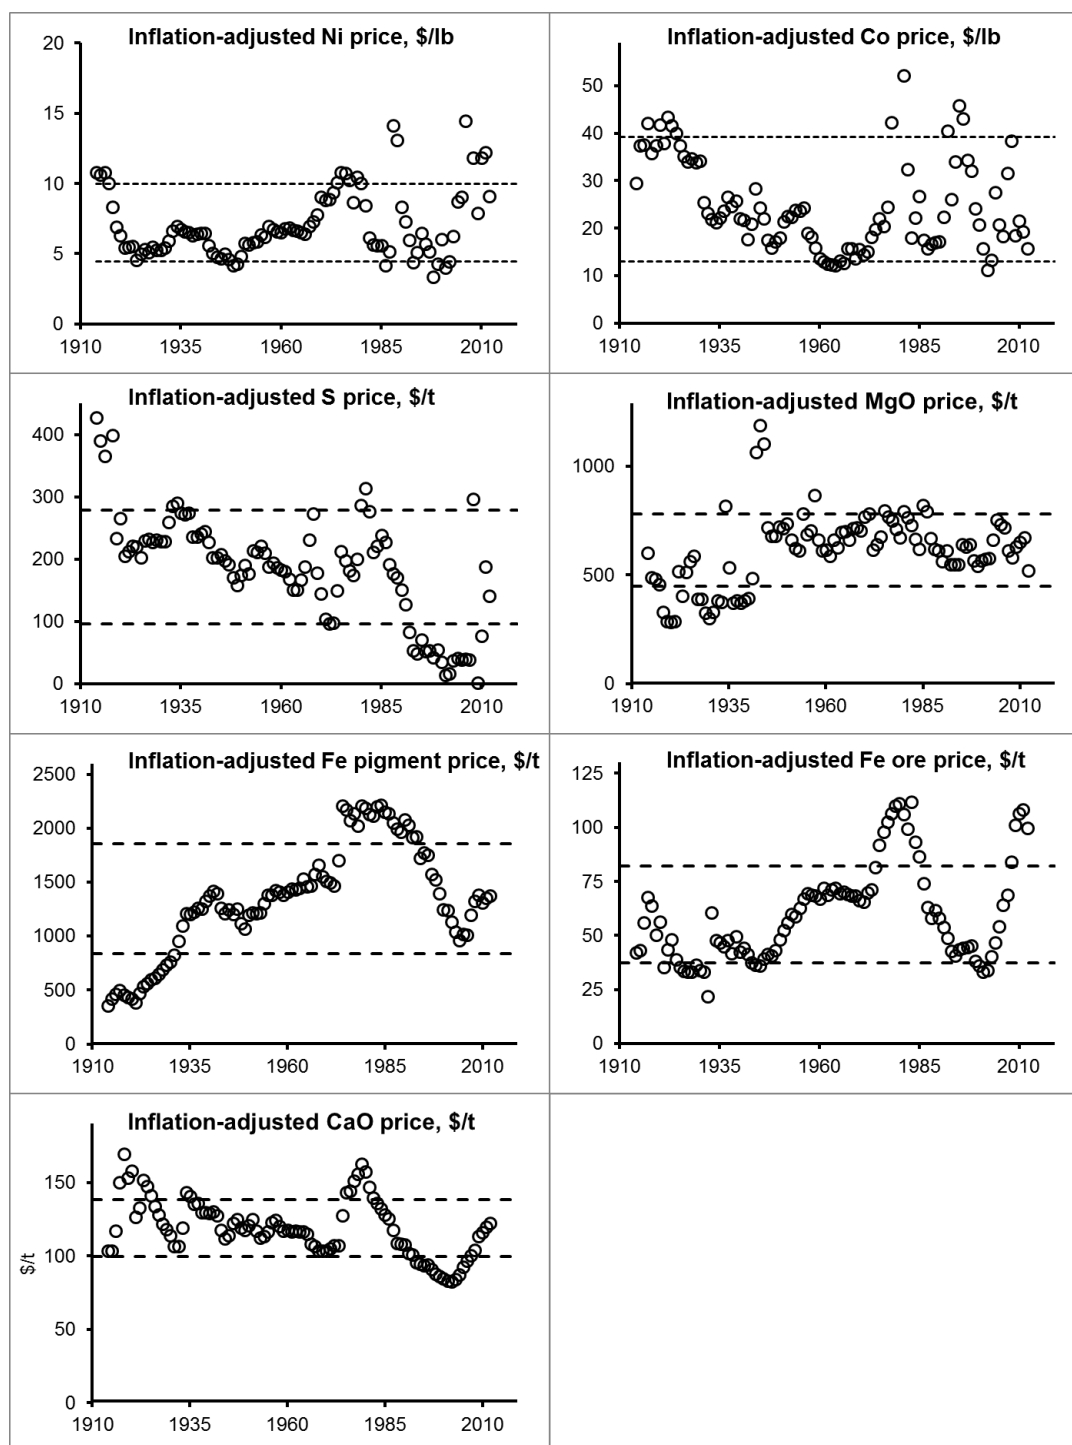 Inflation-adjusted Ni price, $/lb
20
15
10
5
0
1910 1935 1960 1985 2010
Inflation-adjusted Co price, $/lb
50
40
30
20
10
0
1910 1935 1960 1985 2010
Inflation-adjusted S price, $/t
400
300
200
100
0
1910 1935 1960 1985 2010
Inflation-adjusted MgO price, $/t
1000
500
0
1910 1935 1960 1985 2010
Inflation-adjusted Fe pigment price, $/t
2500
2000
1500
1000
500
0
1910 1935 1960 1985 2010
Inflation-adjusted Fe ore price, $/t
125
100
75
50
25
0
1910 1935 1960 1985 2010
Inflation-adjusted CaO price, $/t
150
100
$/t
50
0
1910 1935 1960 1985 2010